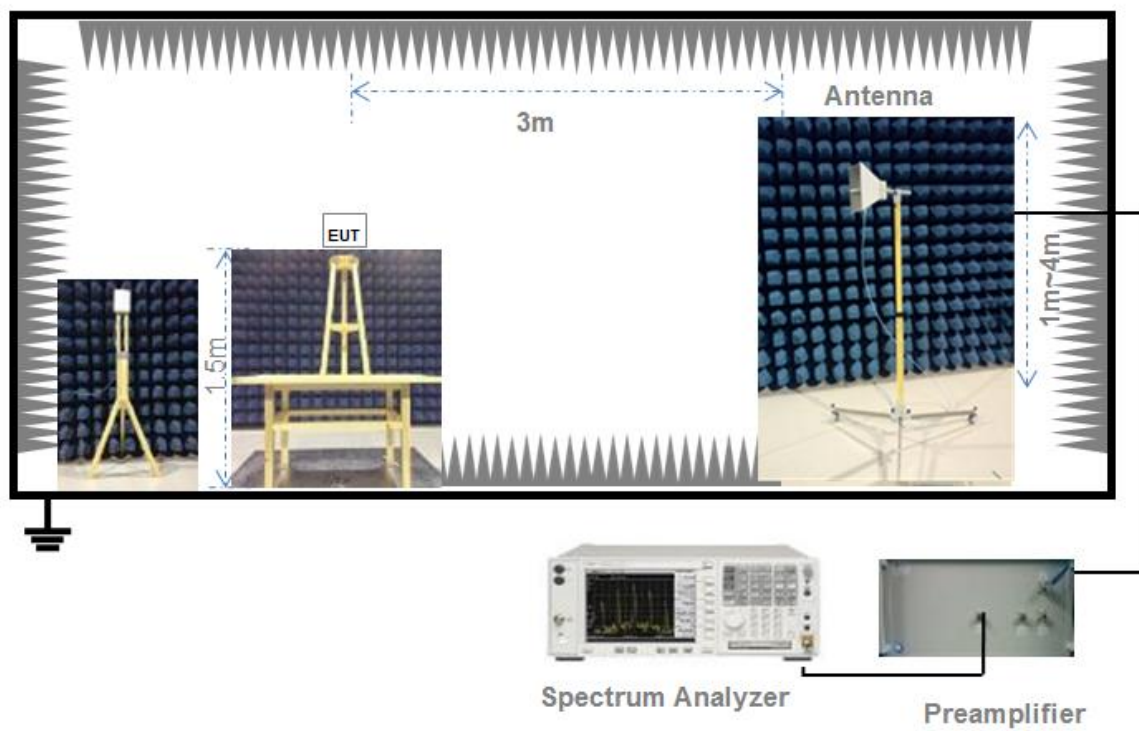 Antenna
3m
EUT
1m~4m
1.5m
Spectrum Analyzer
Preamplifier